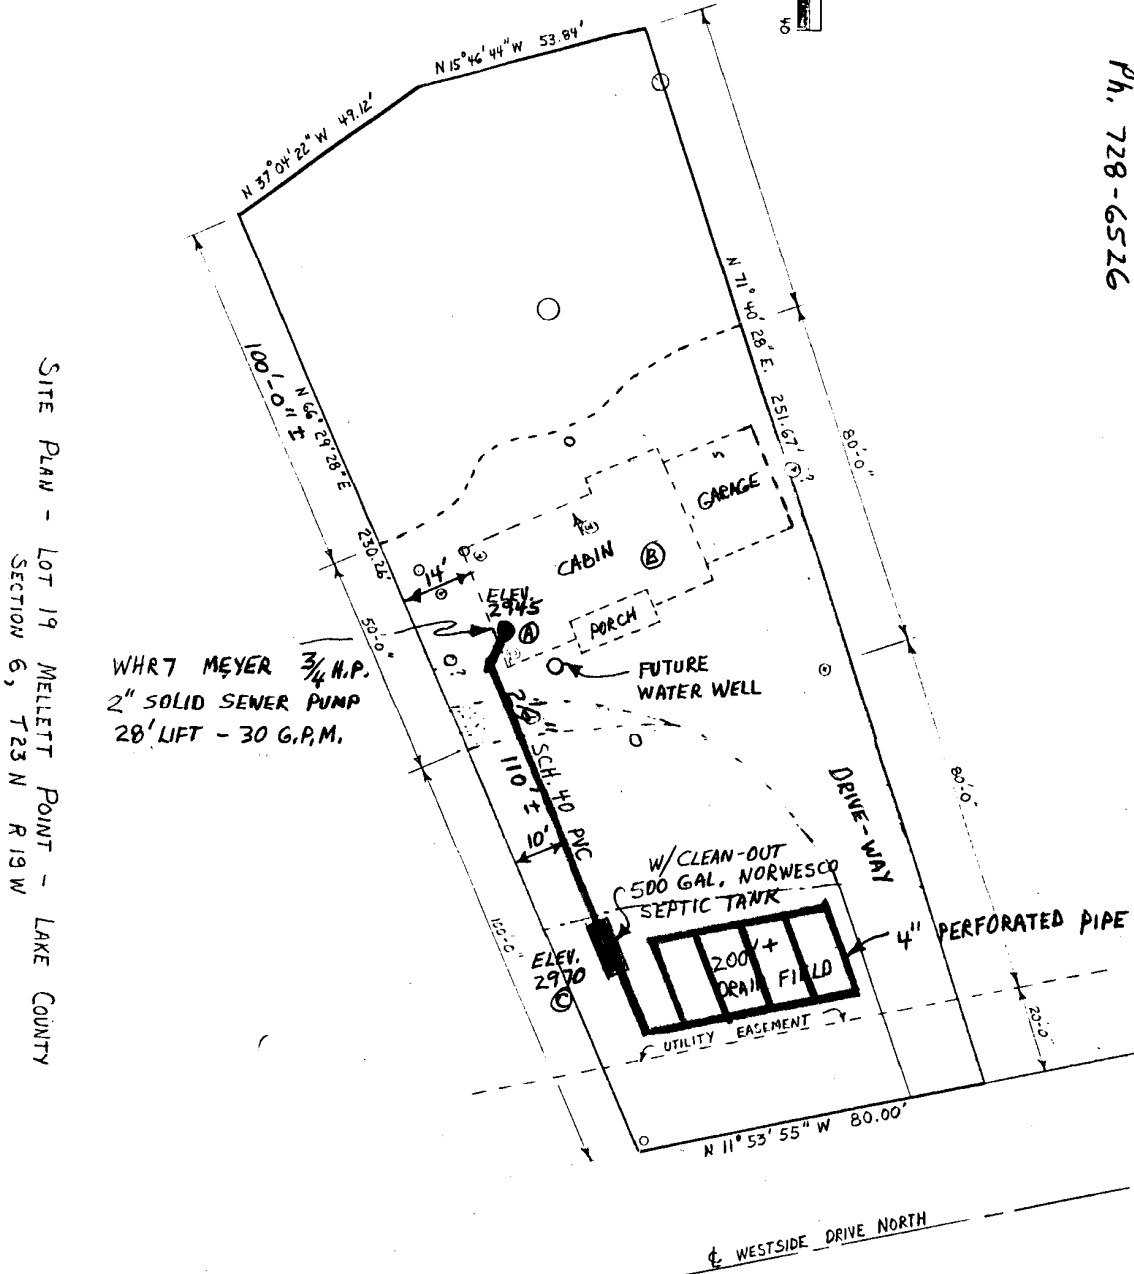 40
Ph. 728-6526
N 15°46'44" W 53.84'
N 37°04'22" W 49.12'
N 71°40'28" E. 251.67'
100'-0" ±
N 66°29'28" E
230.26'
80'-0"
GARAGE
CABIN
B
14'
ELEV.
2945
A
PORCH
50'-0"
WHR7 MEYER 3/4 H.P.
2" SOLID SEWER PUMP
28' LIFT - 30 G.P.M.
FUTURE
WATER WELL
SCH. 40 PVC
110' ±
10'
DRIVE-WAY
80'-0"
W/CLEAN-OUT
500 GAL. NORWESCO
SEPTIC TANK
4" PERFORATED PIPE
200' +
DRAIN FIELD
100'-0"
ELEV.
2970
C
UTILITY EASEMENT
20'-0"
N 11° 53' 55" W 80.00'
℄ WESTSIDE DRIVE NORTH
SITE PLAN - LOT 19 MELLETT POINT - LAKE COUNTY
SECTION 6, T23N R19W